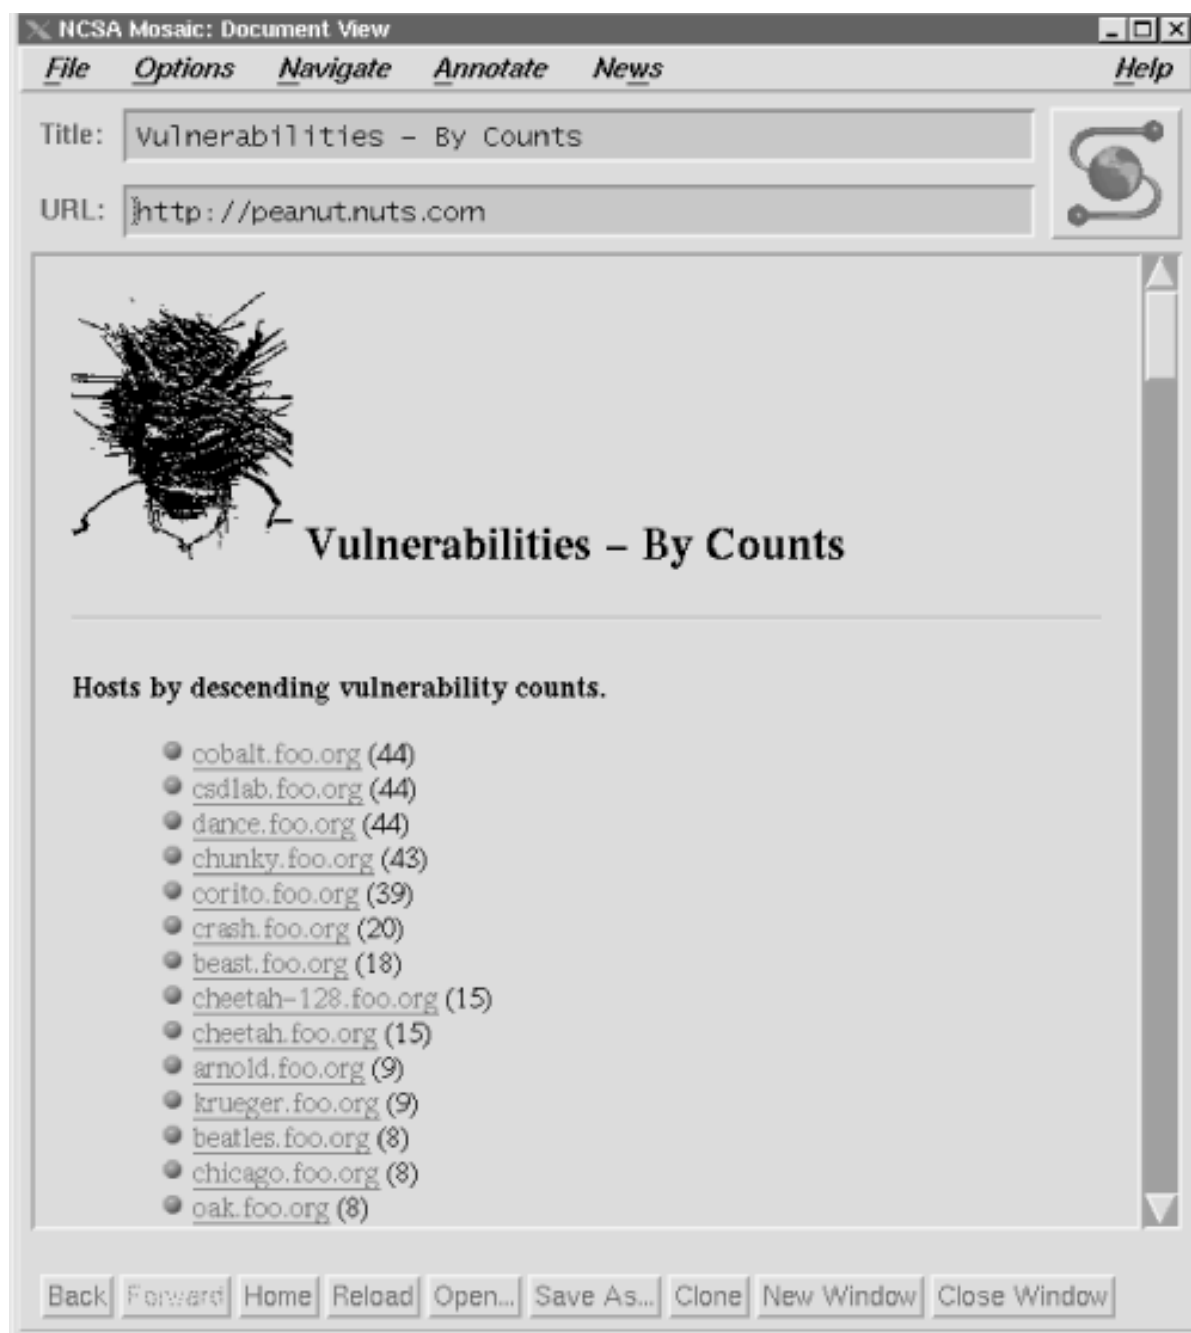 NCSA Mosaic: Document View
File Options Navigate Annotate News Help
Title: Vulnerabilities – By Counts
URL: http://peanut.nuts.com
Vulnerabilities – By Counts
Hosts by descending vulnerability counts.
cobalt.foo.org (44)
csdlab.foo.org (44)
dance.foo.org (44)
chunky.foo.org (43)
corito.foo.org (39)
crash.foo.org (20)
beast.foo.org (18)
cheetah–128.foo.org (15)
cheetah.foo.org (15)
arnold.foo.org (9)
krueger.foo.org (9)
beatles.foo.org (8)
chicago.foo.org (8)
oak.foo.org (8)
Back Forward Home Reload Open... Save As... Clone New Window Close Window